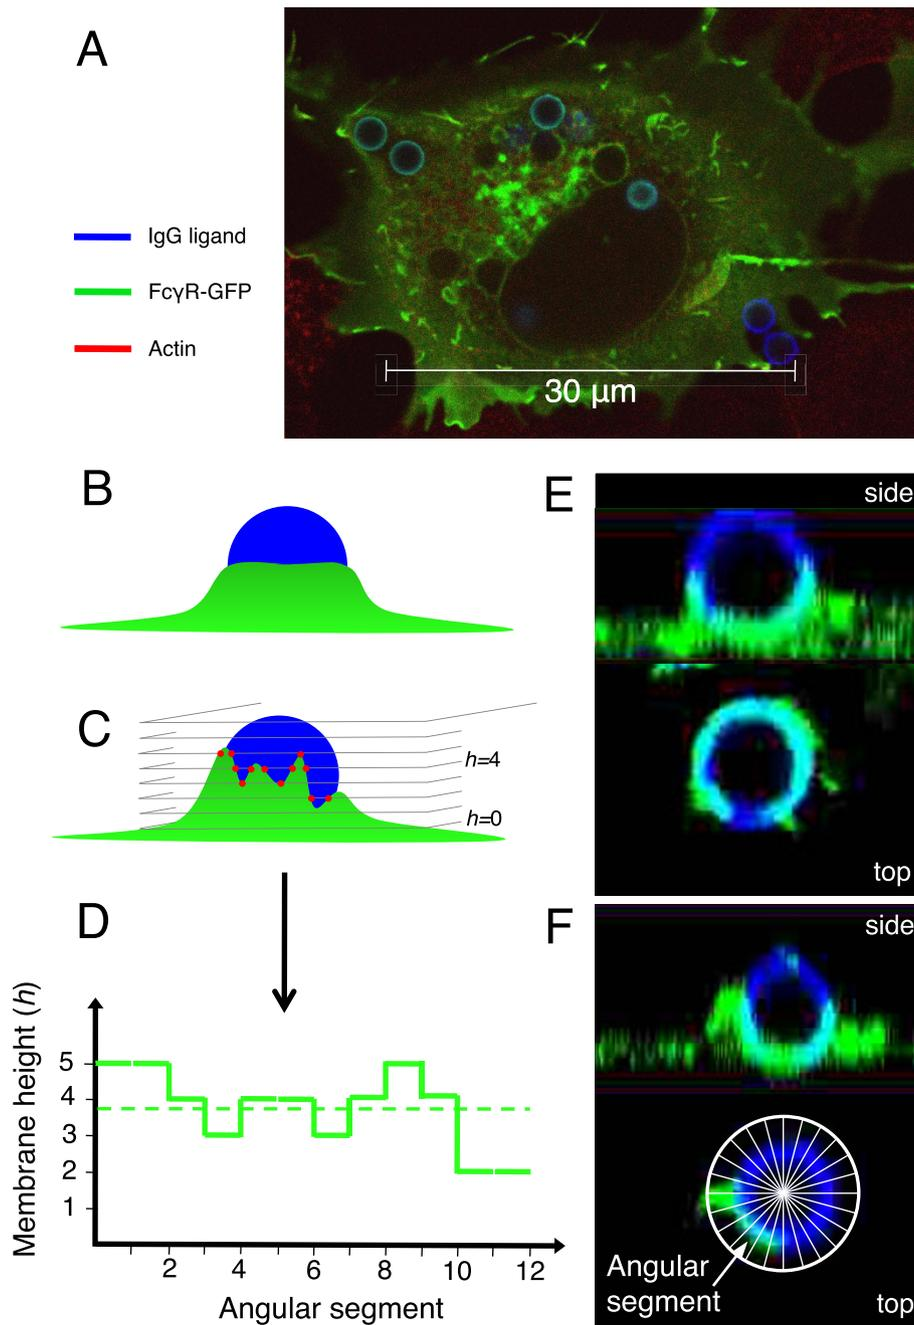 A
IgG ligand
FcγR-GFP
Actin
30 µm
B
C
h=4
h=0
D
Membrane height (h)
5
4
3
2
1
2
4
6
8
10
12
Angular segment
E
side
top
F
side
Angular
segment
top